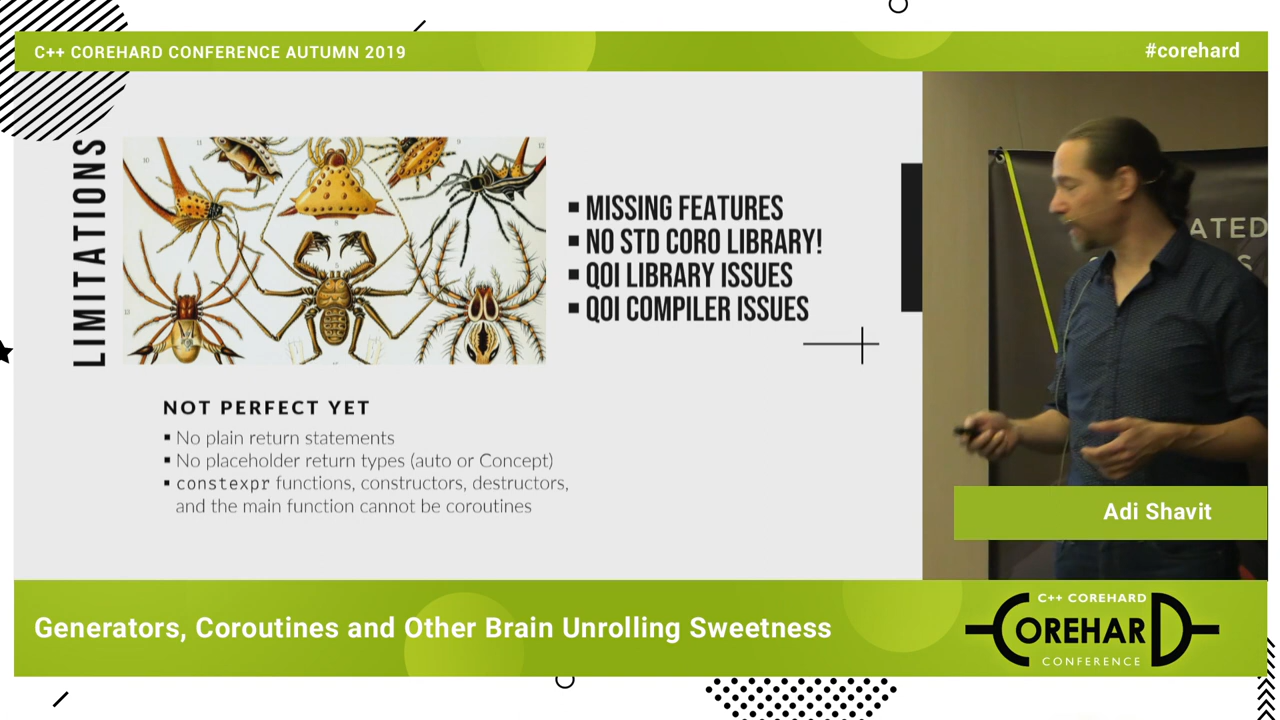 C++ COREHARD CONFERENCE AUTUMN 2019
#corehard
LIMITATIONS
▪ MISSING FEATURES
▪ NO STD CORO LIBRARY!
▪ QOI LIBRARY ISSUES
▪ QOI COMPILER ISSUES
NOT PERFECT YET
▪ No plain return statements
▪ No placeholder return types (auto or Concept)
▪ constexpr functions, constructors, destructors,
and the main function cannot be coroutines
ATED
Adi Shavit
Generators, Coroutines and Other Brain Unrolling Sweetness
C++ COREHARD
COREHARD
CONFERENCE